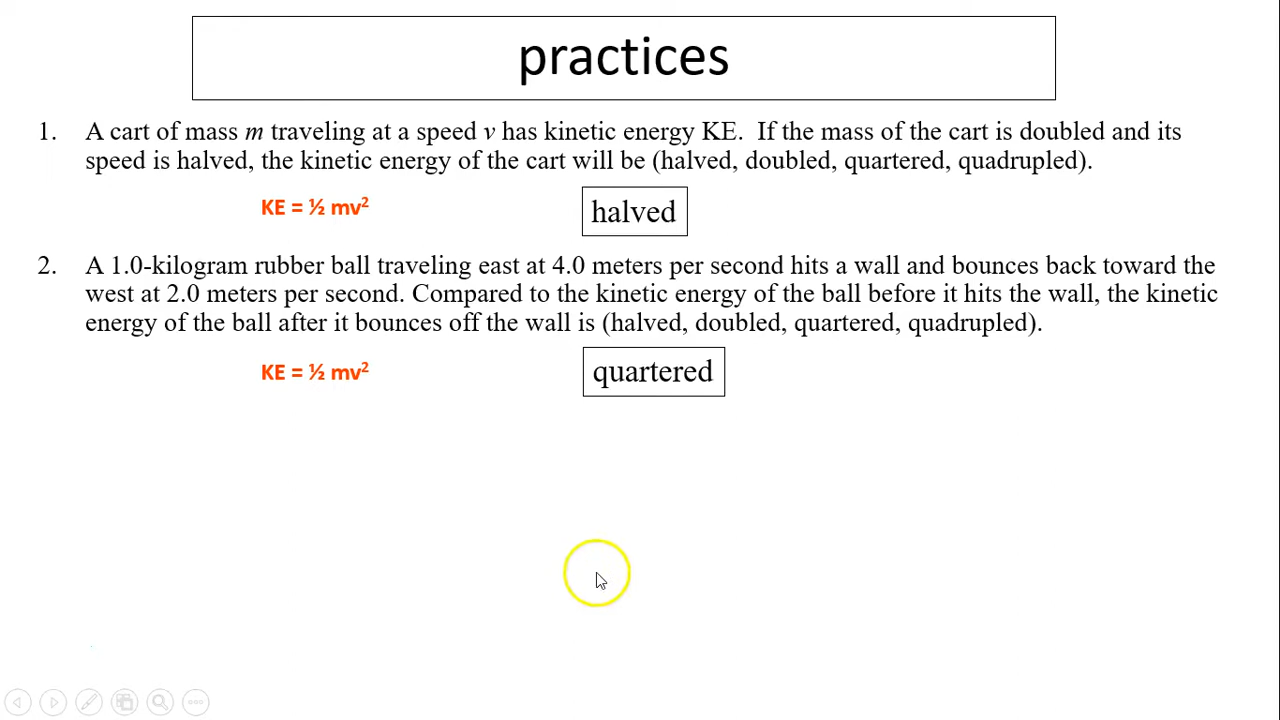 practices
1. A cart of mass m traveling at a speed v has kinetic energy KE.  If the mass of the cart is doubled and its
speed is halved, the kinetic energy of the cart will be (halved, doubled, quartered, quadrupled).
KE = ½ mv²
halved
2. A 1.0-kilogram rubber ball traveling east at 4.0 meters per second hits a wall and bounces back toward the
west at 2.0 meters per second. Compared to the kinetic energy of the ball before it hits the wall, the kinetic
energy of the ball after it bounces off the wall is (halved, doubled, quartered, quadrupled).
KE = ½ mv²
quartered